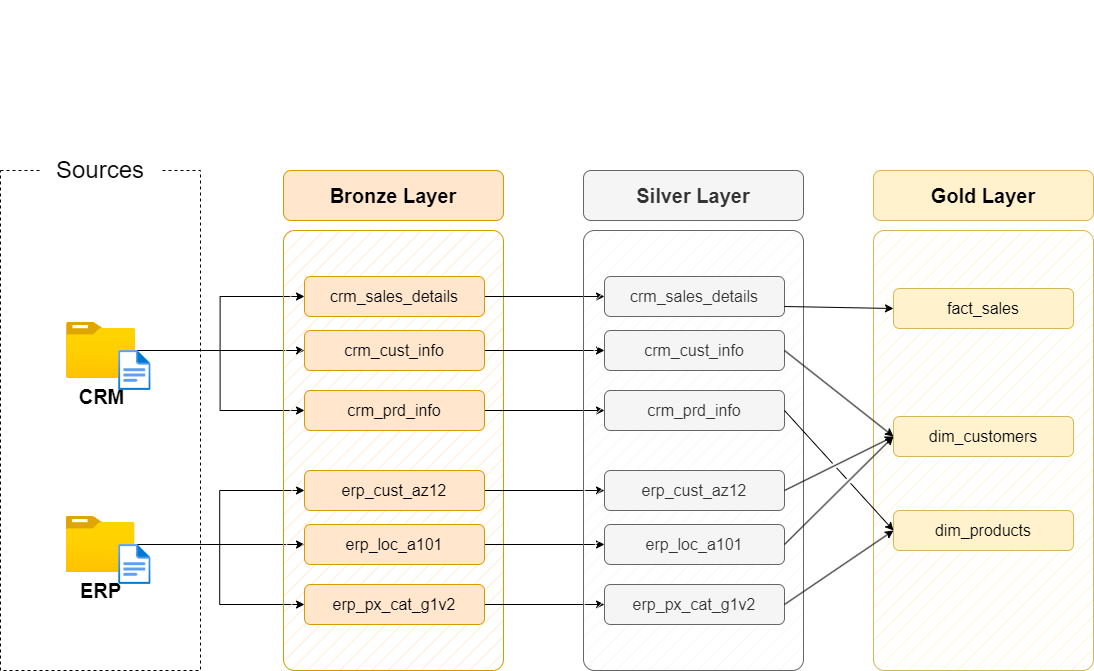 Sources
Bronze Layer
Silver Layer
Gold Layer
crm_sales_details
crm_sales_details
fact_sales
crm_cust_info
crm_cust_info
CRM
crm_prd_info
crm_prd_info
dim_customers
erp_cust_az12
erp_cust_az12
dim_products
erp_loc_a101
erp_loc_a101
ERP
erp_px_cat_g1v2
erp_px_cat_g1v2